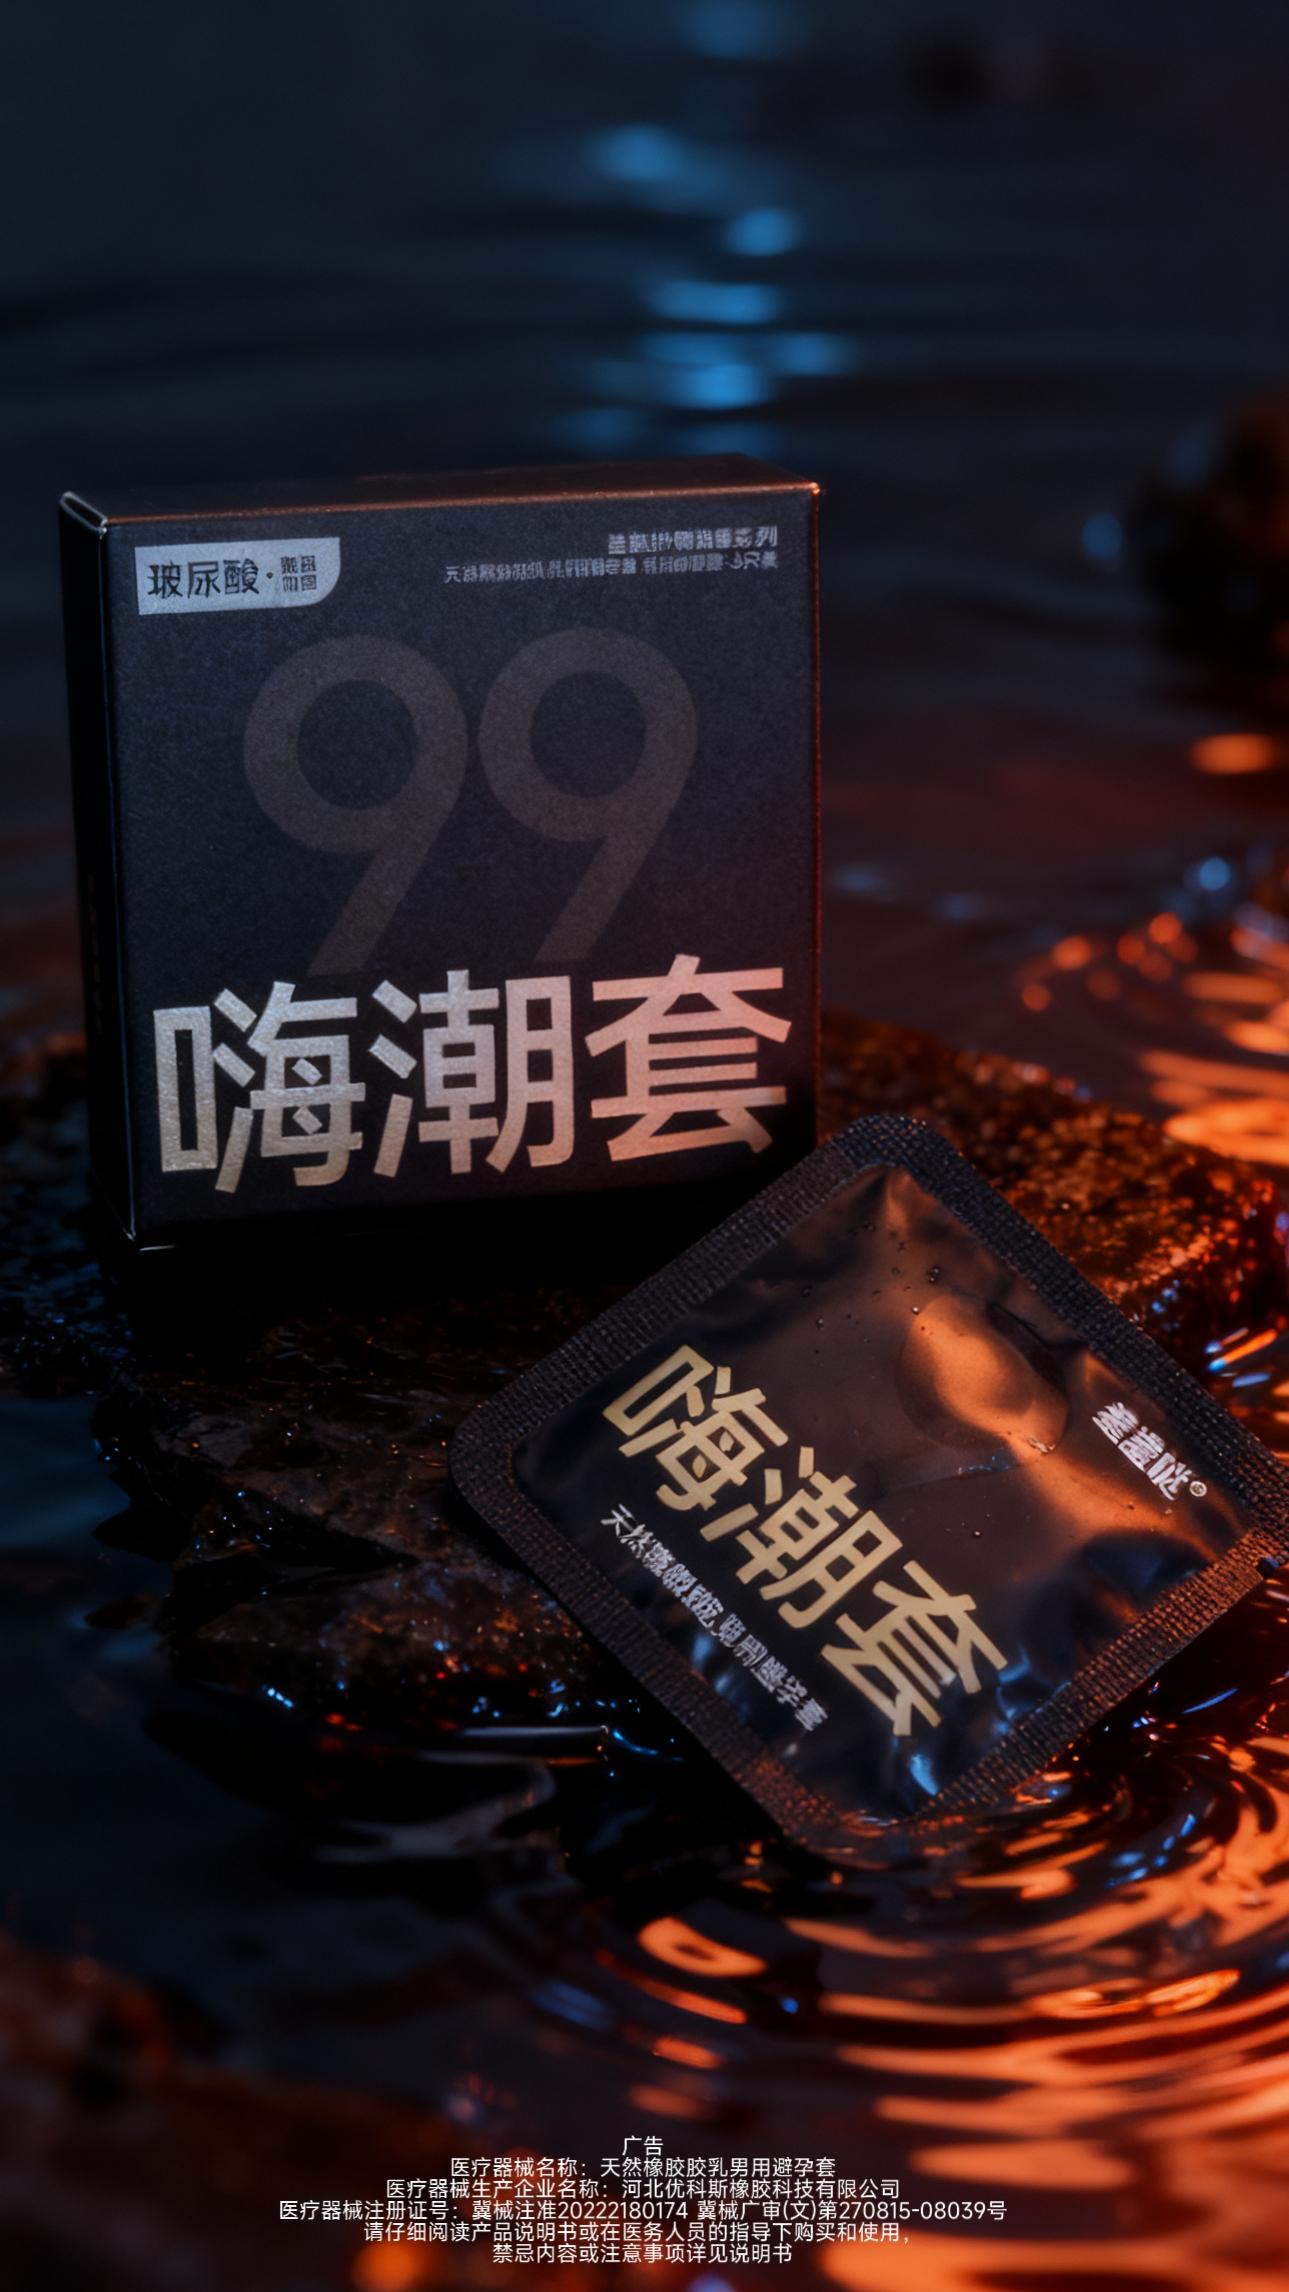 玻尿酸·
99
嗨潮套
嗨潮套
广告
医疗器械名称：天然橡胶胶乳男用避孕套
医疗器械生产企业名称：河北优科斯橡胶科技有限公司
医疗器械注册证号：冀械注准20222180174 冀械广审(文)第270815-08039号
请仔细阅读产品说明书或在医务人员的指导下购买和使用，
禁忌内容或注意事项详见说明书